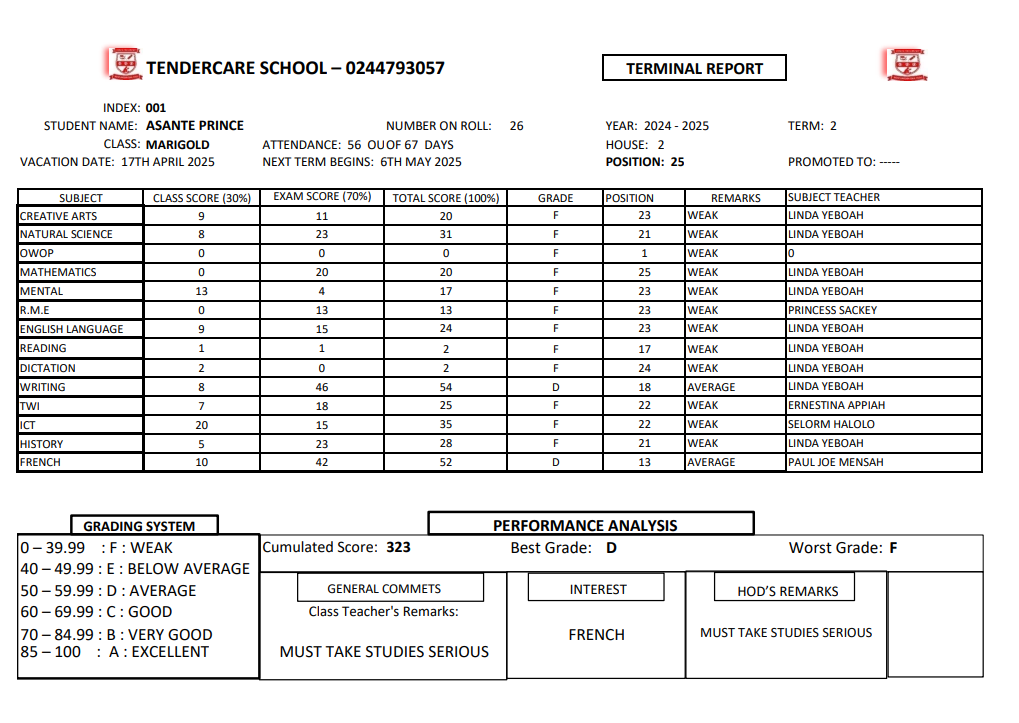 TENDERCARE SCHOOL – 0244793057 TERMINAL REPORT
INDEX: 001
STUDENT NAME: ASANTE PRINCE NUMBER ON ROLL: 26 YEAR: 2024 - 2025 TERM: 2
CLASS: MARIGOLD ATTENDANCE: 56 OUOF 67 DAYS HOUSE: 2
VACATION DATE: 17TH APRIL 2025 NEXT TERM BEGINS: 6TH MAY 2025 POSITION: 25 PROMOTED TO: -----
SUBJECT CLASS SCORE (30%) EXAM SCORE (70%) TOTAL SCORE (100%) GRADE POSITION REMARKS SUBJECT TEACHER
CREATIVE ARTS 9 11 20 F 23 WEAK LINDA YEBOAH
NATURAL SCIENCE 8 23 31 F 21 WEAK LINDA YEBOAH
OWOP 0 0 0 F 1 WEAK 0
MATHEMATICS 0 20 20 F 25 WEAK LINDA YEBOAH
MENTAL 13 4 17 F 23 WEAK LINDA YEBOAH
R.M.E 0 13 13 F 23 WEAK PRINCESS SACKEY
ENGLISH LANGUAGE 9 15 24 F 23 WEAK LINDA YEBOAH
READING 1 1 2 F 17 WEAK LINDA YEBOAH
DICTATION 2 0 2 F 24 WEAK LINDA YEBOAH
WRITING 8 46 54 D 18 AVERAGE LINDA YEBOAH
TWI 7 18 25 F 22 WEAK ERNESTINA APPIAH
ICT 20 15 35 F 22 WEAK SELORM HALOLO
HISTORY 5 23 28 F 21 WEAK LINDA YEBOAH
FRENCH 10 42 52 D 13 AVERAGE PAUL JOE MENSAH
GRADING SYSTEM
0 – 39.99 : F : WEAK
40 – 49.99 : E : BELOW AVERAGE
50 – 59.99 : D : AVERAGE
60 – 69.99 : C : GOOD
70 – 84.99 : B : VERY GOOD
85 – 100 : A : EXCELLENT
PERFORMANCE ANALYSIS
Cumulated Score: 323 Best Grade: D Worst Grade: F
GENERAL COMMETS
Class Teacher's Remarks:
MUST TAKE STUDIES SERIOUS
INTEREST
FRENCH
HOD'S REMARKS
MUST TAKE STUDIES SERIOUS